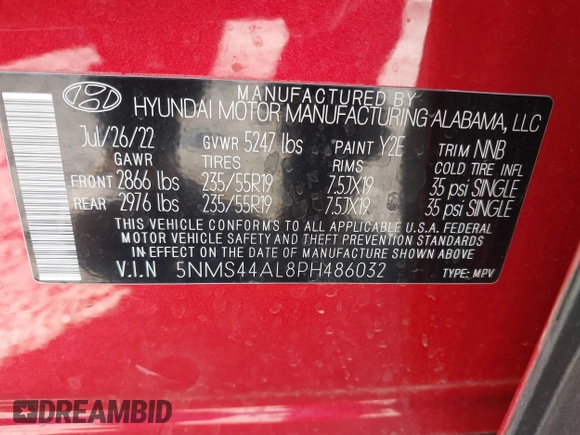 MANUFACTURED BY
HYUNDAI MOTOR MANUFACTURING ALABAMA, LLC
Jul/26/22 GVWR 5247 lbs PAINT Y2E TRIM NNB
GAWR TIRES RIMS COLD TIRE INFL
FRONT 2866 lbs 235/55R19 7.5JX19 35 psi SINGLE
REAR 2976 lbs 235/55R19 7.5JX19 35 psi SINGLE
THIS VEHICLE CONFORMS TO ALL APPLICABLE U.S.A. FEDERAL
MOTOR VEHICLE SAFETY AND THEFT PREVENTION STANDARDS
IN EFFECT ON THE DATE OF MANUFACTURE SHOWN ABOVE.
V.I.N 5NMS44AL8PH486032 TYPE: MPV
DREAMBID